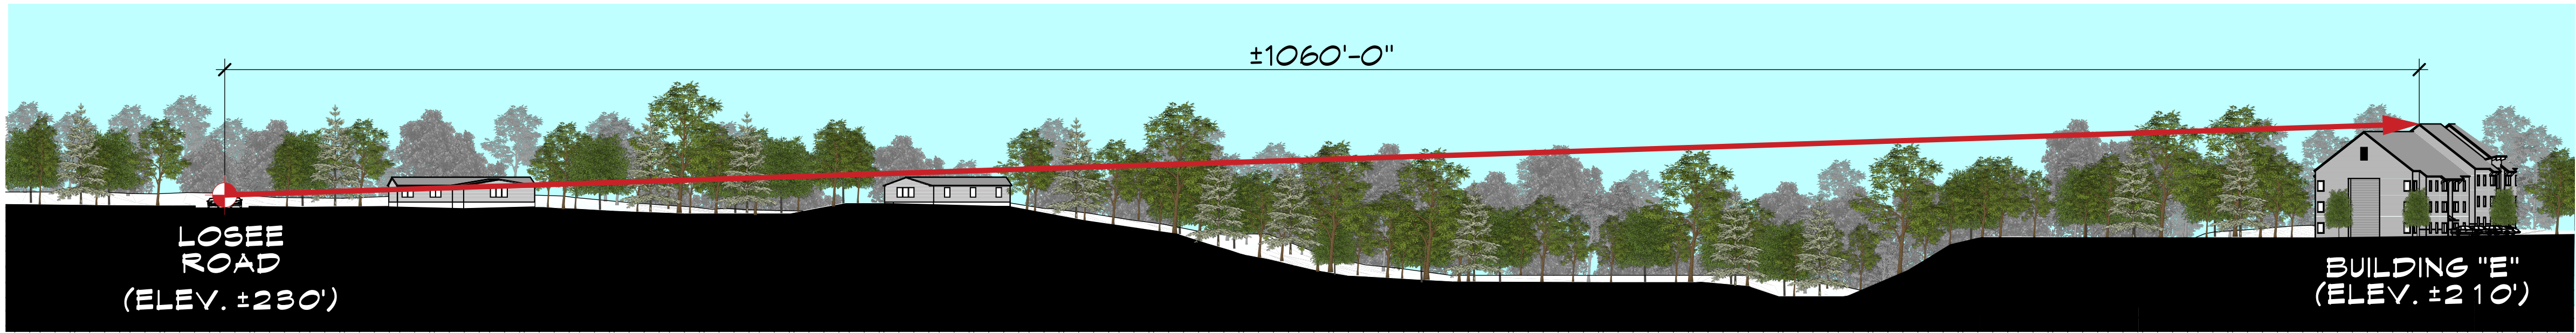 ±1060'-0"
LOSEE
ROAD
(ELEV. ±230')
BUILDING "E"
(ELEV. ±210')